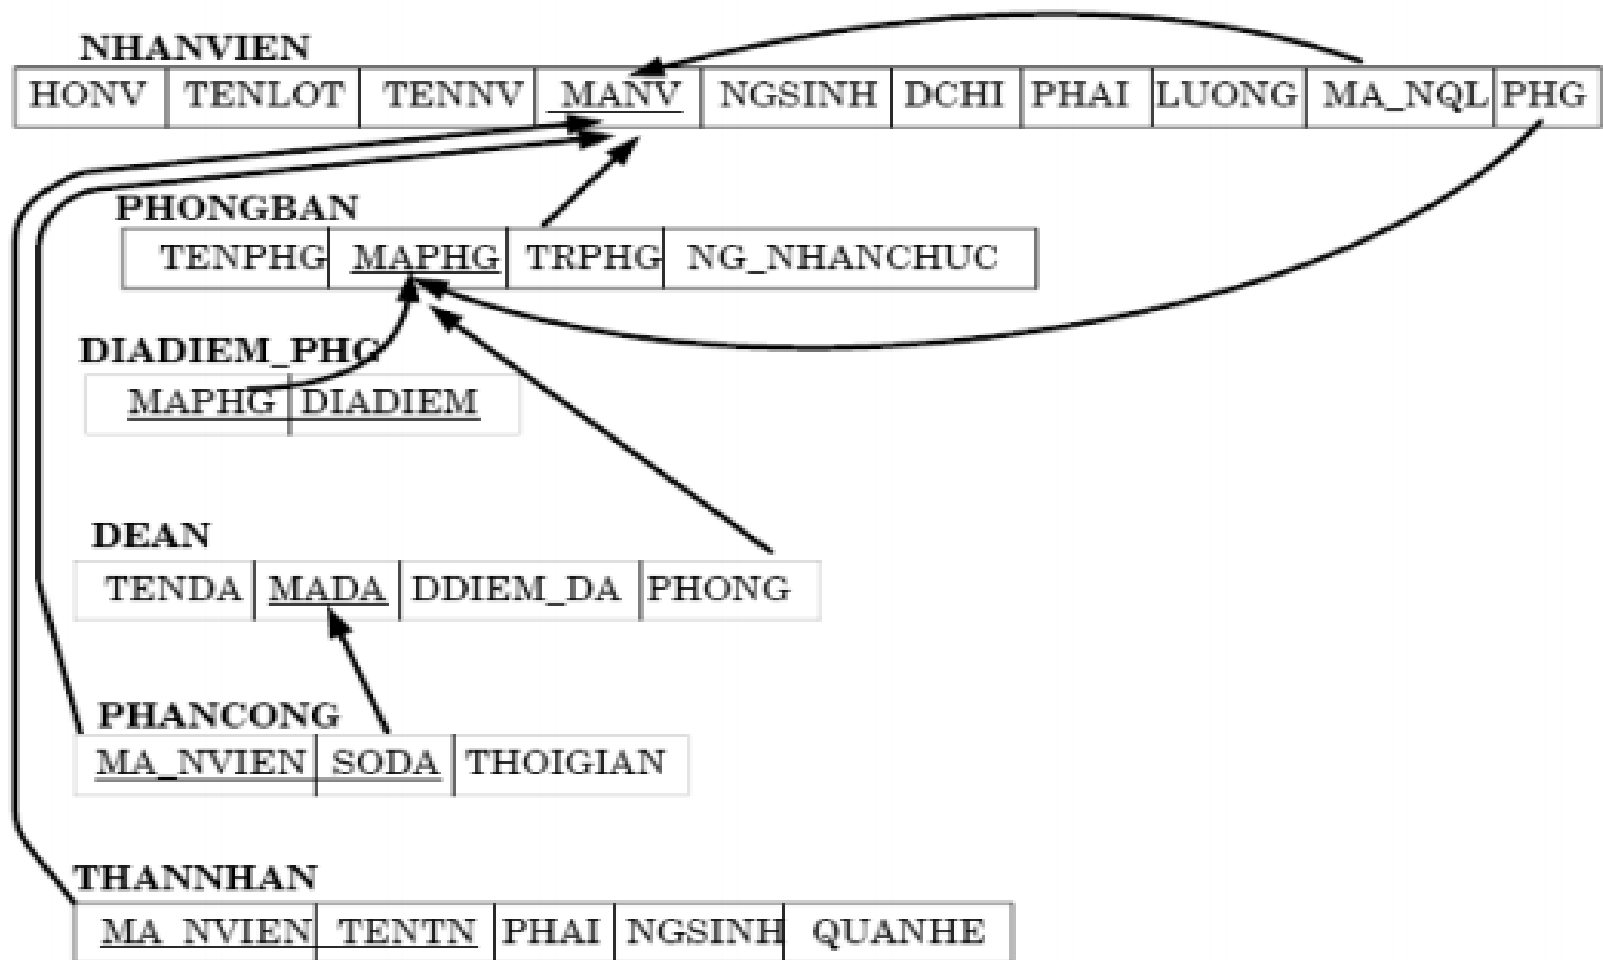 NHANVIEN
HONV TENLOT TENNV MANV NGSINH DCHI PHAI LUONG MA_NQL PHG
PHONGBAN
TENPHG MAPHG TRPHG NG_NHANCHUC
DIADIEM_PHG
MAPHG DIADIEM
DEAN
TENDA MADA DDIEM_DA PHONG
PHANCONG
MA_NVIEN SODA THOIGIAN
THANNHAN
MA_NVIEN TENTN PHAI NGSINH QUANHE